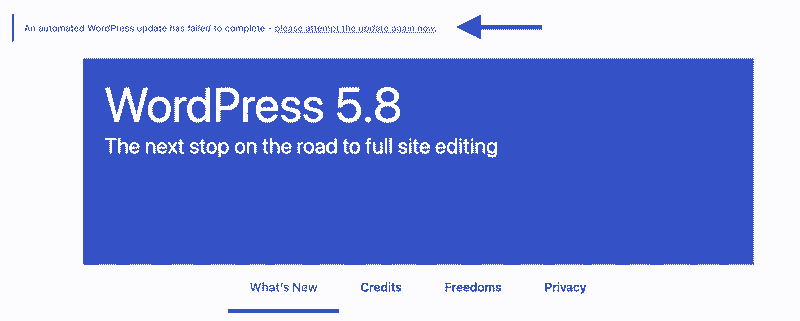 An automated WordPress update has failed to complete - please attempt the update again now.
WordPress 5.8
The next stop on the road to full site editing
What's New Credits Freedoms Privacy